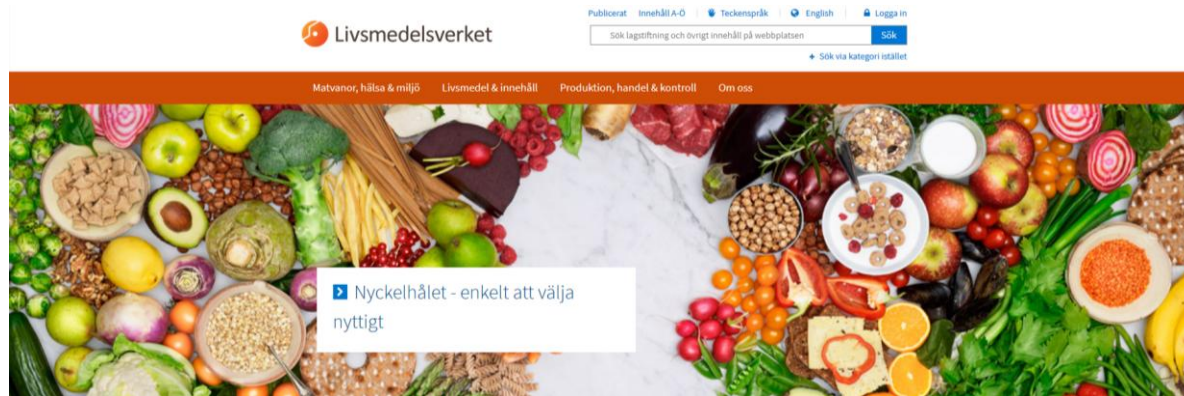 Publicerat Innehåll A-Ö Teckenspråk English Logga in
Livsmedelsverket
Sök lagstiftning och övrigt innehåll på webbplatsen Sök
+ Sök via kategori istället
Matvanor, hälsa & miljö Livsmedel & innehåll Produktion, handel & kontroll Om oss
Nyckelhålet - enkelt att välja
nyttigt